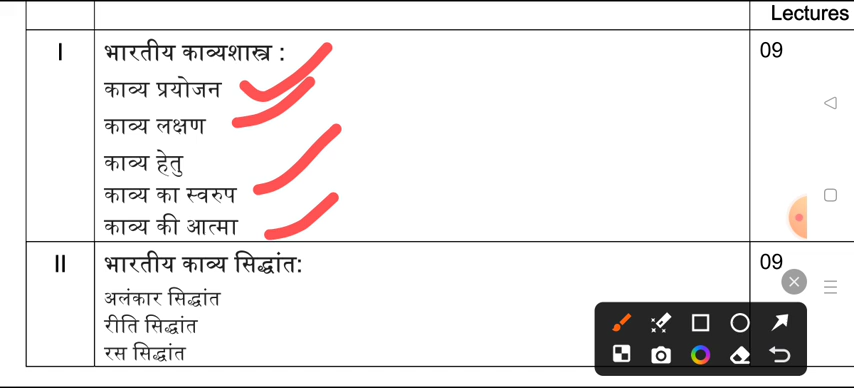 Lectures
I
भारतीय काव्यशास्त्र :
09
काव्य प्रयोजन
काव्य लक्षण
काव्य हेतु
काव्य का स्वरुप
काव्य की आत्मा
II
भारतीय काव्य सिद्धांत:
09
अलंकार सिद्धांत
रीति सिद्धांत
रस सिद्धांत